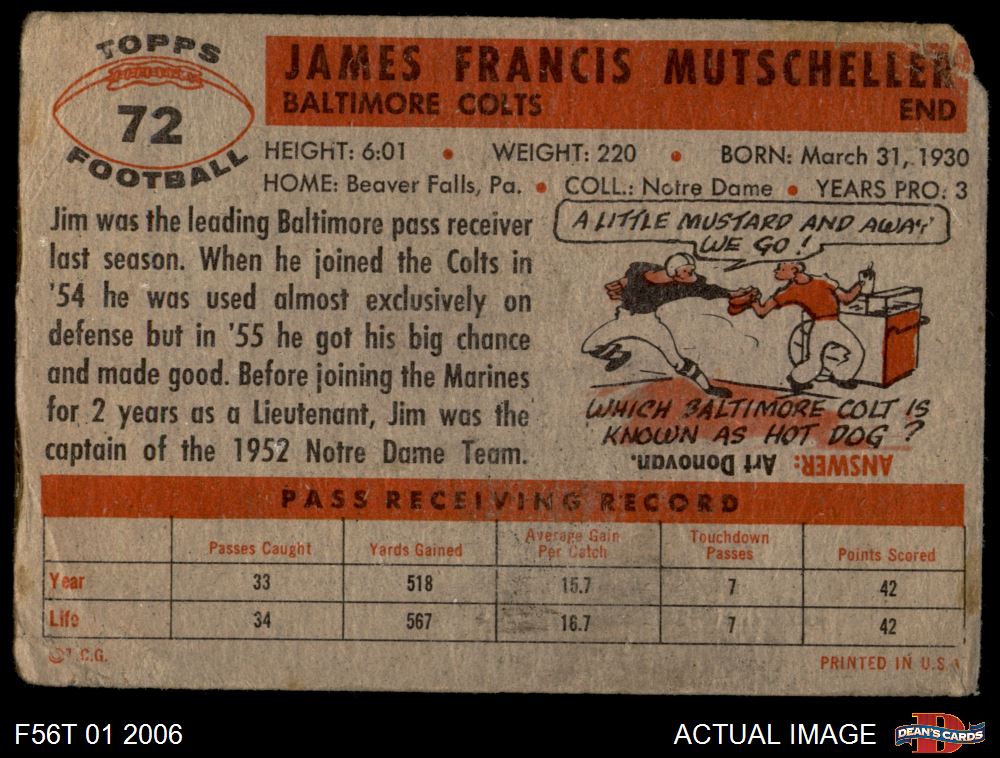 TOPPS
72
FOOTBALL
JAMES FRANCIS MUTSCHELLER
BALTIMORE COLTS END
HEIGHT: 6:01 • WEIGHT: 220 • BORN: March 31, 1930
HOME: Beaver Falls, Pa. • COLL.: Notre Dame • YEARS PRO: 3
Jim was the leading Baltimore pass receiver
last season. When he joined the Colts in
'54 he was used almost exclusively on
defense but in '55 he got his big chance
and made good. Before joining the Marines
for 2 years as a Lieutenant, Jim was the
captain of the 1952 Notre Dame Team.
A LITTLE MUSTARD AND AWAY
WE GO!
WHICH BALTIMORE COLT IS
KNOWN AS HOT DOG?
ANSWER: Art Donovan.
PASS RECEIVING RECORD
Passes Caught Yards Gained Average Gain Per Catch Touchdown Passes Points Scored
Year 33 518 15.7 7 42
Life 34 567 16.7 7 42
©T.C.G. PRINTED IN U.S.A
F56T 01 2006 ACTUAL IMAGE DEAN'S CARDS